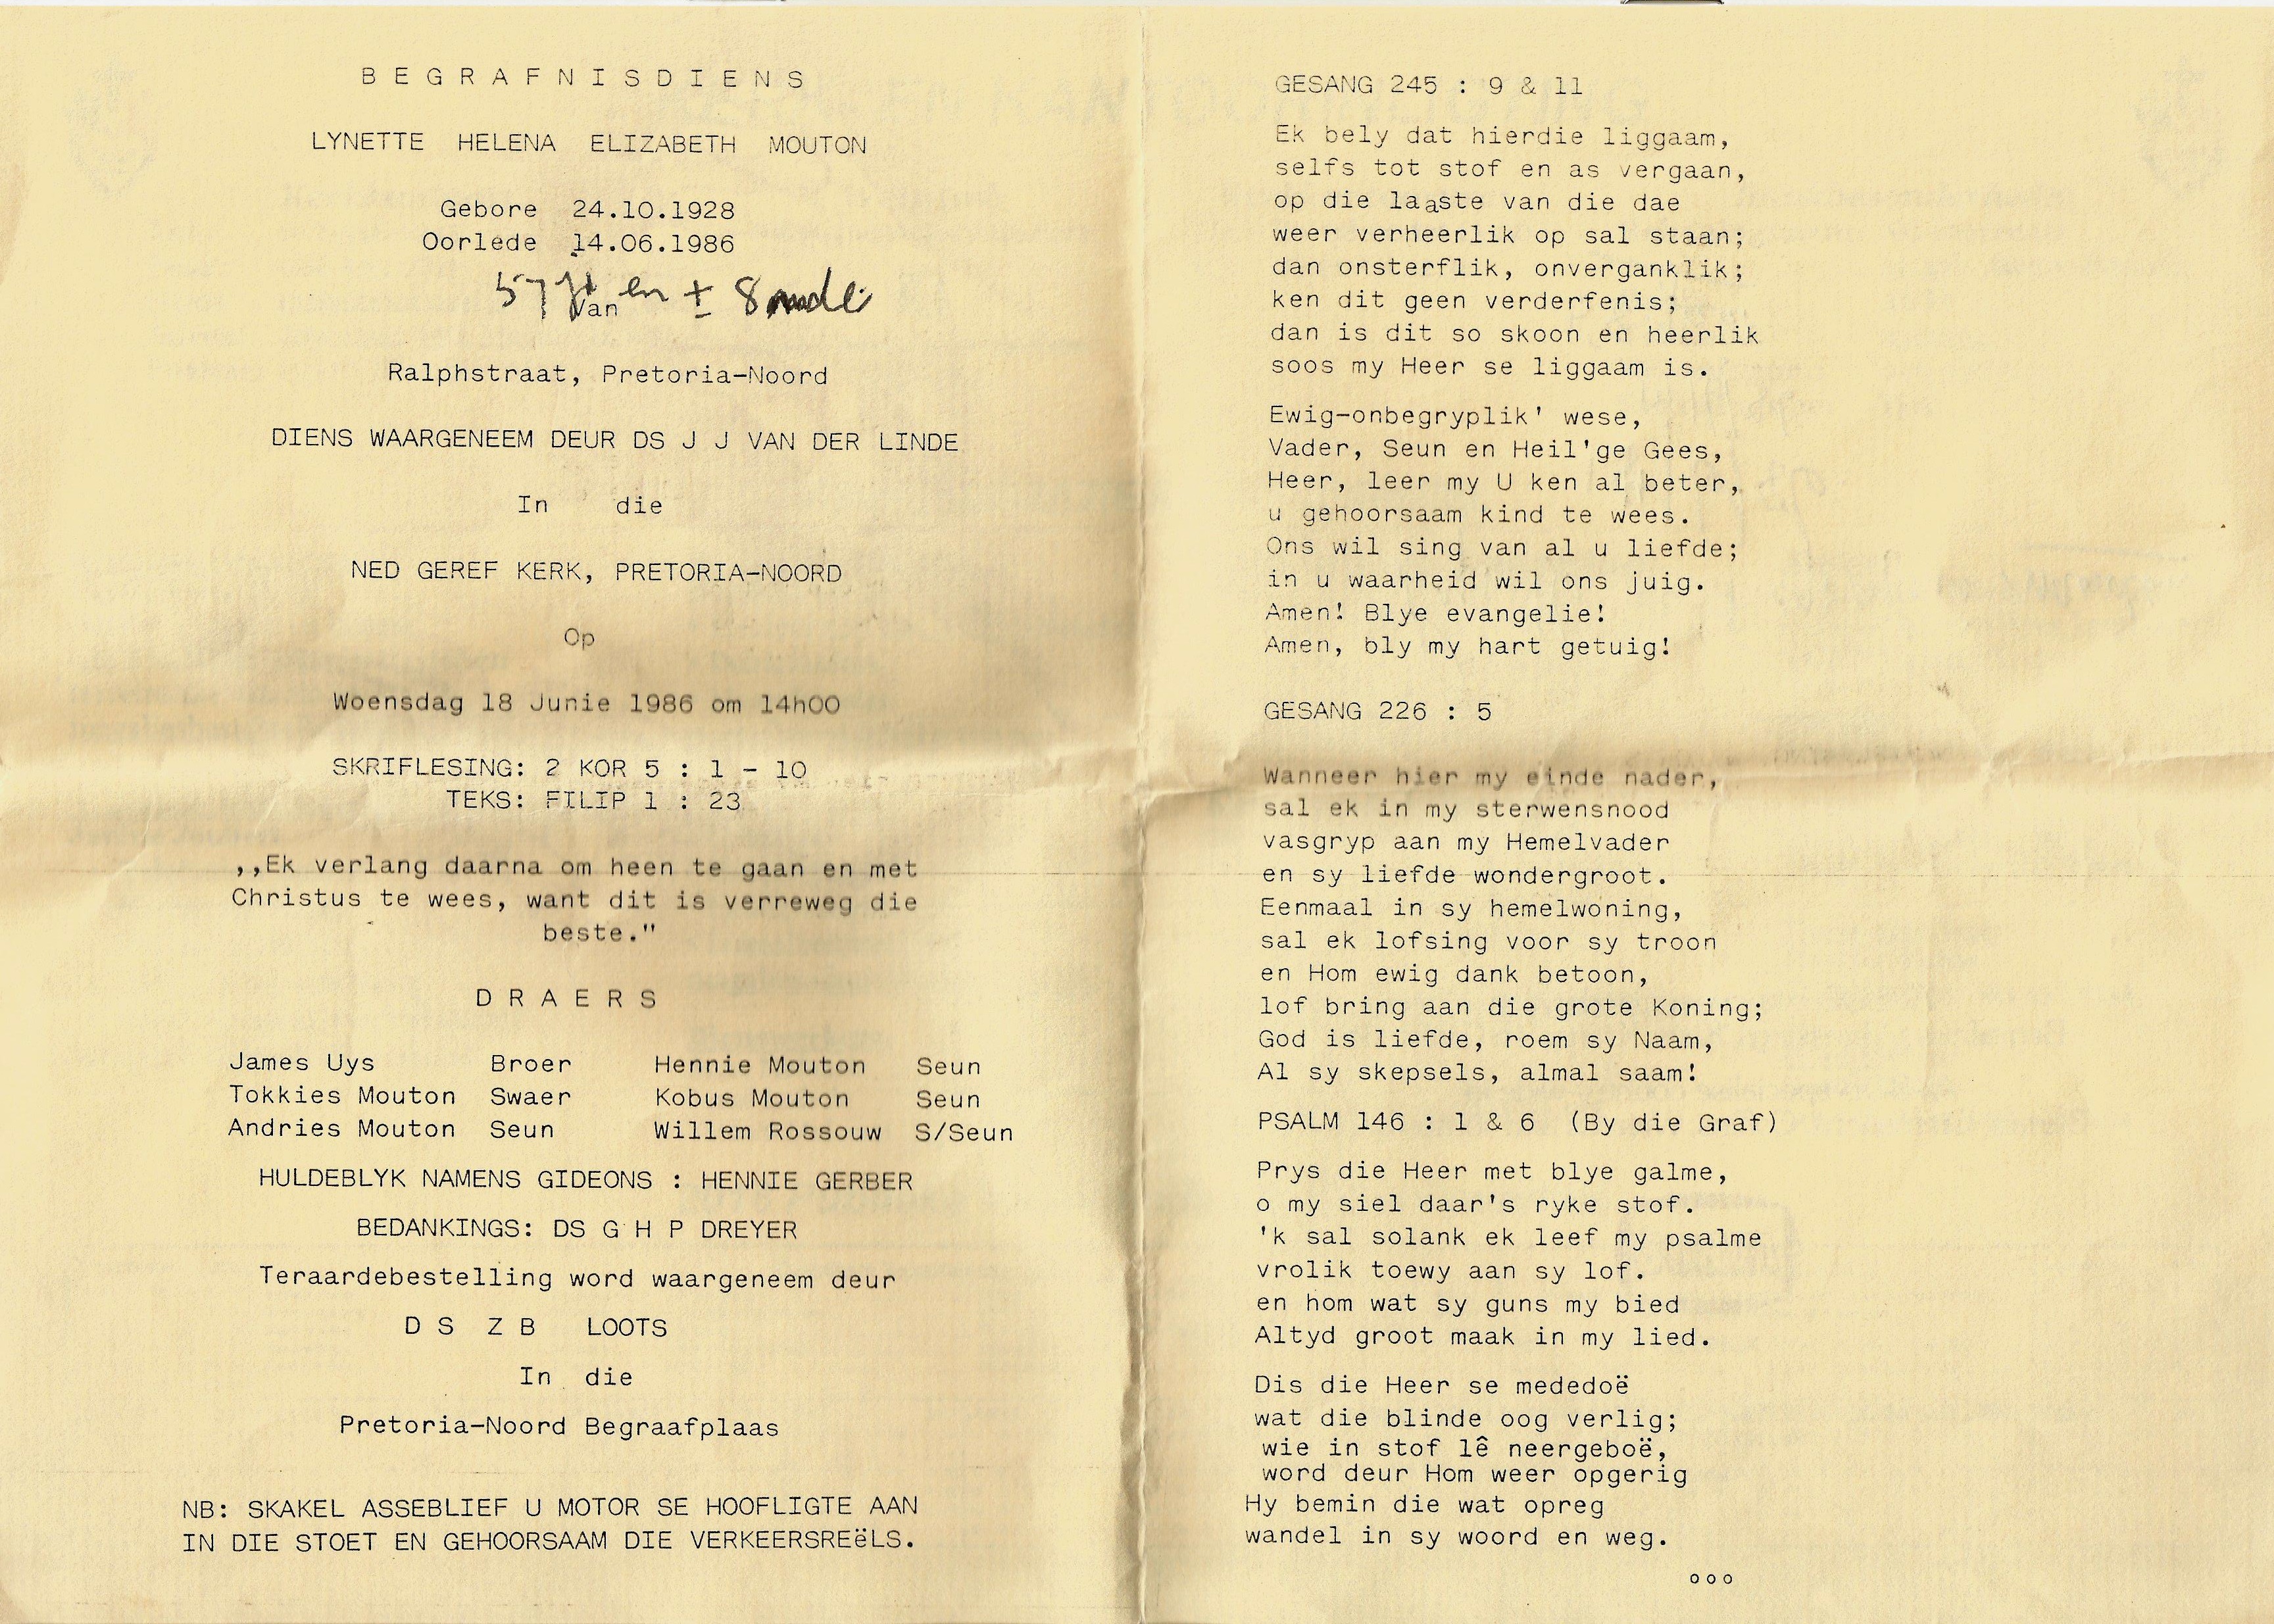 B E G R A F N I S D I E N S
LYNETTE HELENA ELIZABETH MOUTON
Gebore 24.10.1928
Oorlede 14.06.1986
57 en ± 8 mde
Van
Ralphstraat, Pretoria-Noord
DIENS WAARGENEEM DEUR DS J J VAN DER LINDE
In die
NED GEREF KERK, PRETORIA-NOORD
Op
Woensdag 18 Junie 1986 om 14h00
SKRIFLESING: 2 KOR 5 : 1 - 10
TEKS: FILIP 1 : 23
,,Ek verlang daarna om heen te gaan en met
Christus te wees, want dit is verreweg die
beste."
D R A E R S
James Uys Broer Hennie Mouton Seun
Tokkies Mouton Swaer Kobus Mouton Seun
Andries Mouton Seun Willem Rossouw S/Seun
HULDEBLYK NAMENS GIDEONS : HENNIE GERBER
BEDANKINGS: DS G H P DREYER
Teraardebestelling word waargeneem deur
D S Z B LOOTS
In die
Pretoria-Noord Begraafplaas
NB: SKAKEL ASSEBLIEF U MOTOR SE HOOFLIGTE AAN
IN DIE STOET EN GEHOORSAAM DIE VERKEERSREëLS.
GESANG 245 : 9 & 11
Ek bely dat hierdie liggaam,
selfs tot stof en as vergaan,
op die laaste van die dae
weer verheerlik op sal staan;
dan onsterflik, onverganklik;
ken dit geen verderfenis;
dan is dit so skoon en heerlik
soos my Heer se liggaam is.
Ewig-onbegryplik' wese,
Vader, Seun en Heil'ge Gees,
Heer, leer my U ken al beter,
u gehoorsaam kind te wees.
Ons wil sing van al u liefde;
in u waarheid wil ons juig.
Amen! Blye evangelie!
Amen, bly my hart getuig!
GESANG 226 : 5
Wanneer hier my einde nader,
sal ek in my sterwensnood
vasgryp aan my Hemelvader
en sy liefde wondergroot.
Eenmaal in sy hemelwoning,
sal ek lofsing voor sy troon
en Hom ewig dank betoon,
lof bring aan die grote Koning;
God is liefde, roem sy Naam,
Al sy skepsels, almal saam!
PSALM 146 : 1 & 6 (By die Graf)
Prys die Heer met blye galme,
o my siel daar's ryke stof.
'k sal solank ek leef my psalme
vrolik toewy aan sy lof.
en hom wat sy guns my bied
Altyd groot maak in my lied.
Dis die Heer se mededoë
wat die blinde oog verlig;
wie in stof lê neergeboë,
word deur Hom weer opgerig
Hy bemin die wat opreg
wandel in sy woord en weg.
ooo